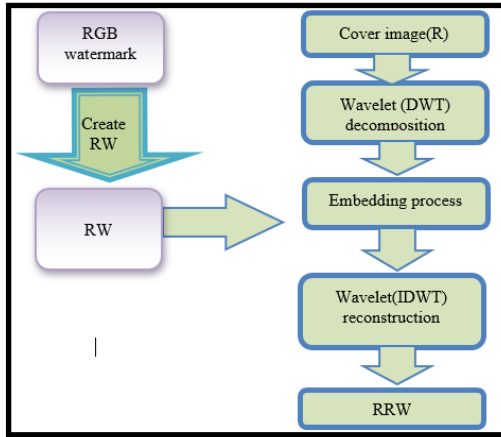 RGB
watermark
Create
RW
RW
Cover image(R)
Wavelet (DWT)
decomposition
Embedding process
Wavelet(IDWT)
reconstruction
RRW